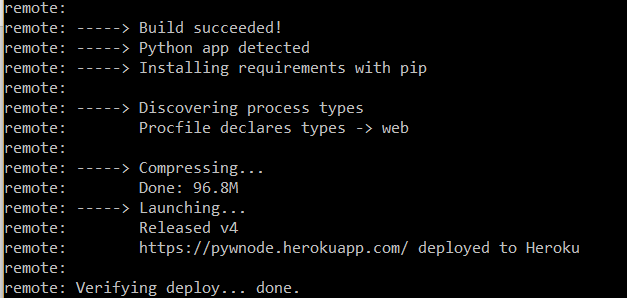 remote:
remote: -----> Build succeeded!
remote: -----> Python app detected
remote: -----> Installing requirements with pip
remote:
remote: -----> Discovering process types
remote:        Procfile declares types -> web
remote:
remote: -----> Compressing...
remote:        Done: 96.8M
remote: -----> Launching...
remote:        Released v4
remote:        https://pywnode.herokuapp.com/ deployed to Heroku
remote:
remote: Verifying deploy... done.